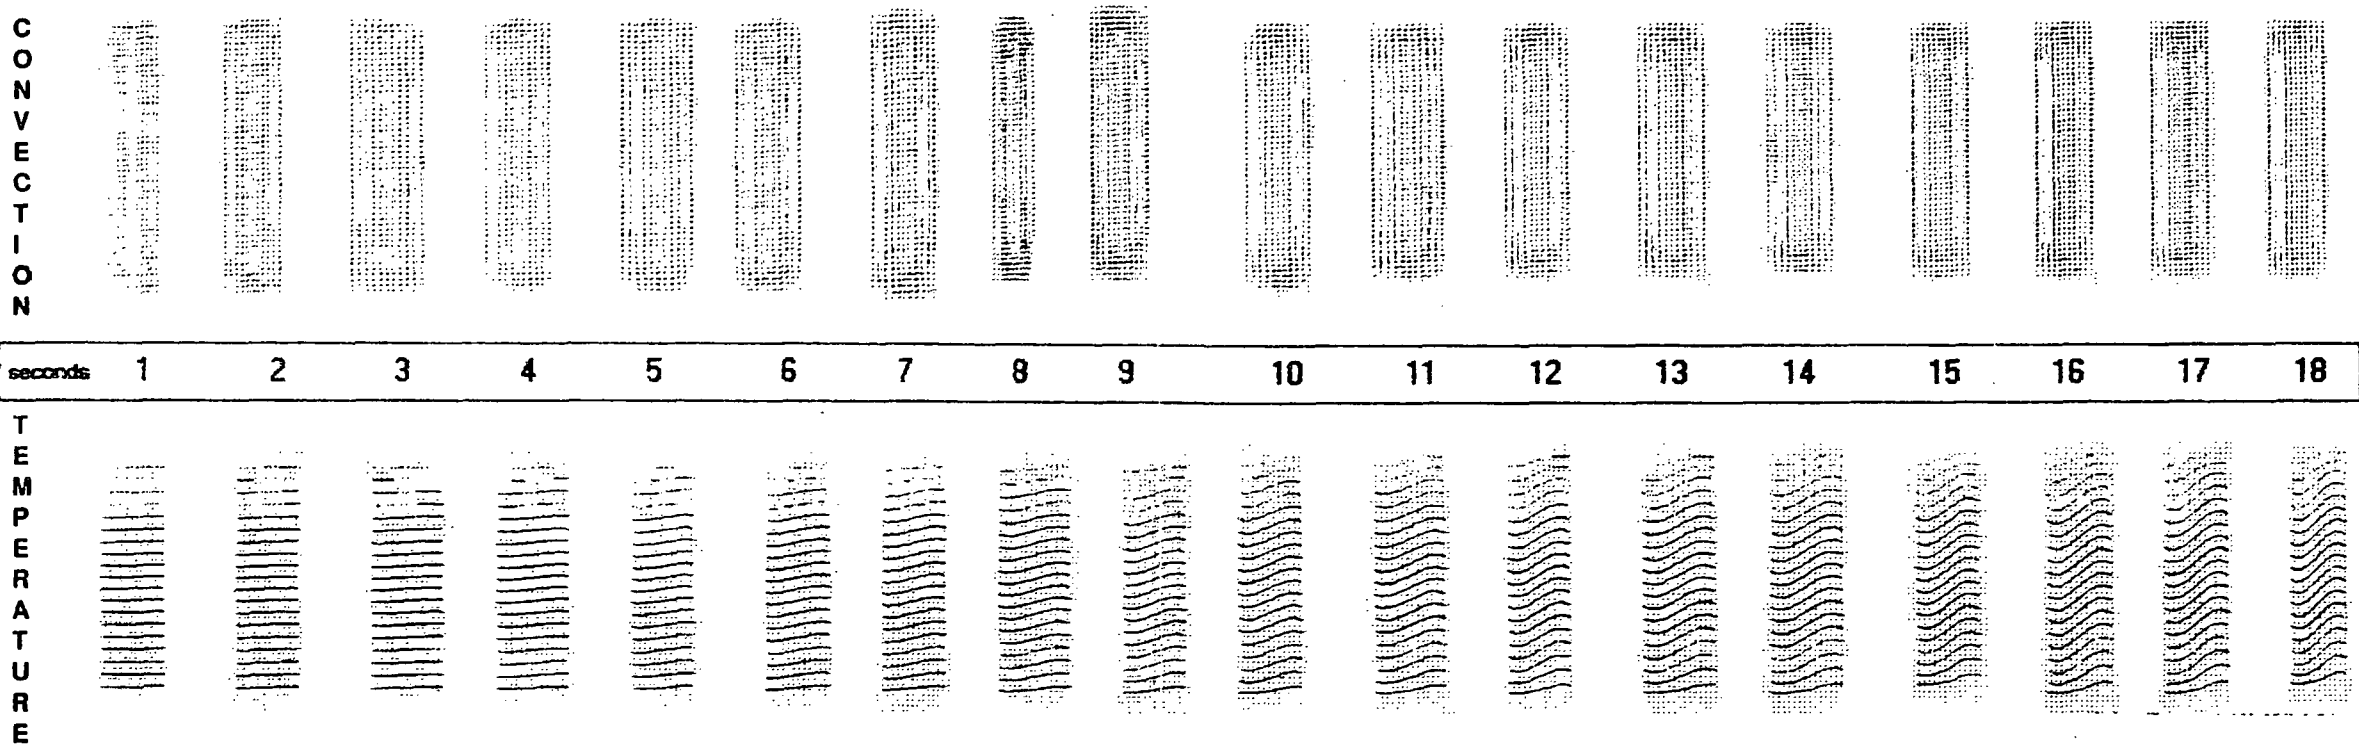 CONVECTION
seconds 1 2 3 4 5 6 7 8 9 10 11 12 13 14 15 16 17 18
TEMPERATURE